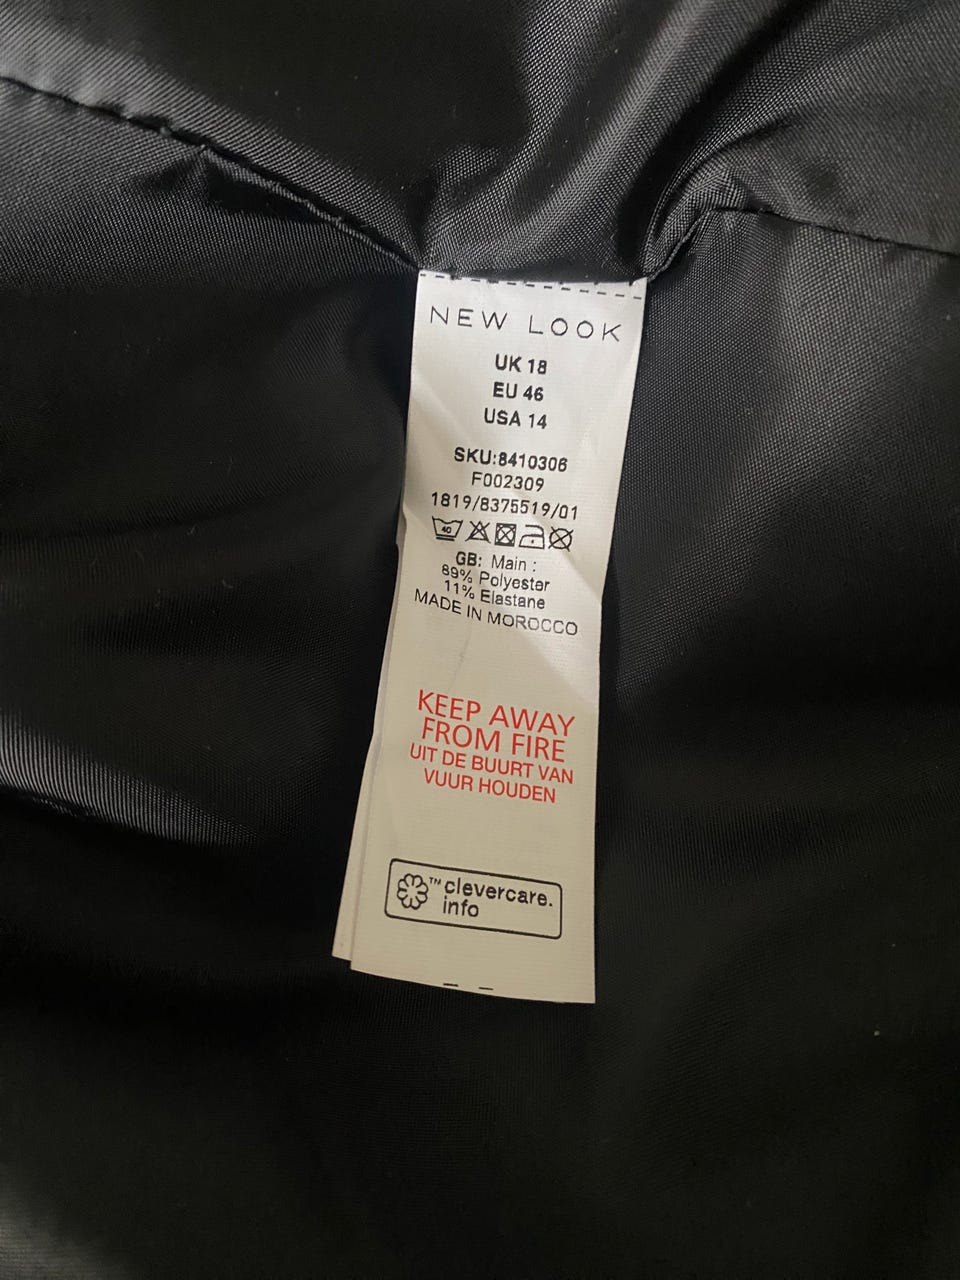 NEW LOOK
UK 18
EU 46
USA 14
SKU:8410306
F002309
1819/8375519/01
40
GB: Main :
89% Polyester
11% Elastane
MADE IN MOROCCO
KEEP AWAY
FROM FIRE
UIT DE BUURT VAN
VUUR HOUDEN
™ clevercare.
info